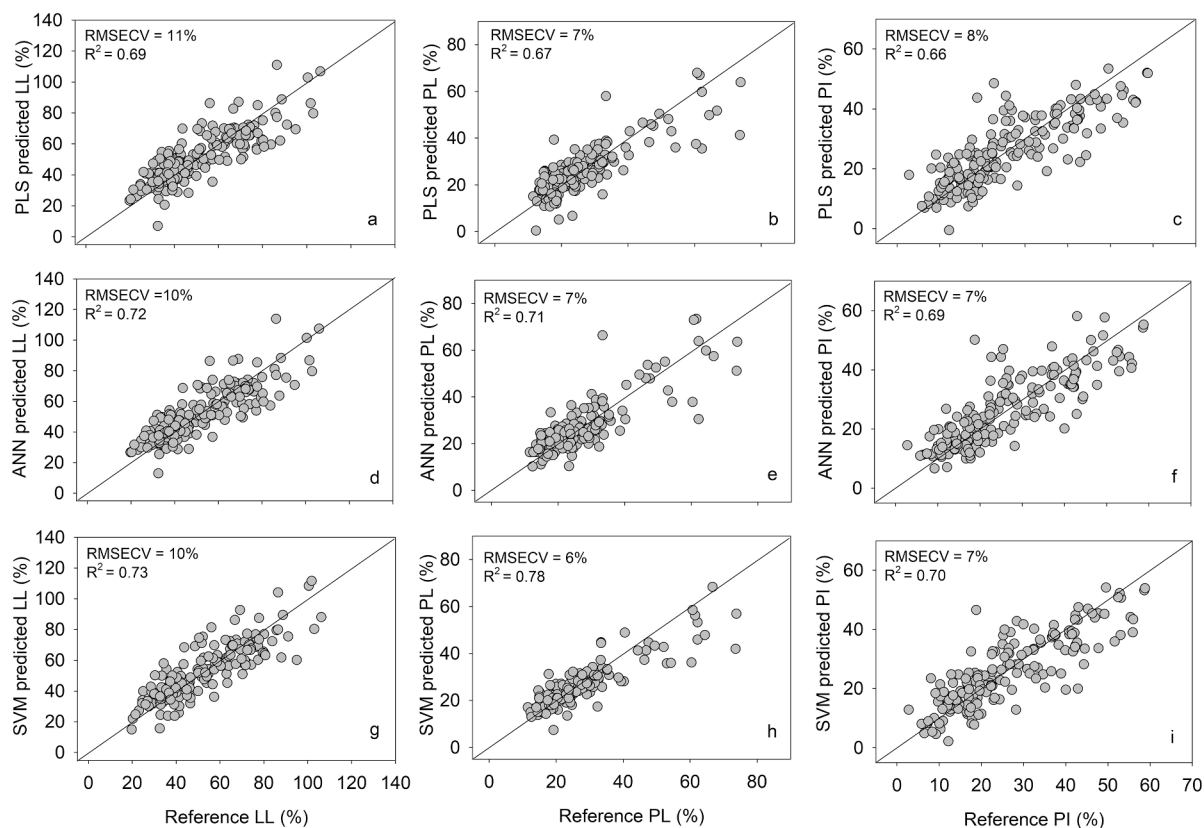 140
120
100
80
60
40
20
0
PLS predicted LL (%)
RMSECV = 11%
R² = 0.69
a
80
60
40
20
0
PLS predicted PL (%)
RMSECV = 7%
R² = 0.67
b
60
40
20
0
PLS predicted PI (%)
RMSECV = 8%
R² = 0.66
c
140
120
100
80
60
40
20
0
ANN predicted LL (%)
RMSECV =10%
R² = 0.72
d
80
60
40
20
0
ANN predicted PL (%)
RMSECV = 7%
R² = 0.71
e
60
40
20
0
ANN predicted PI (%)
RMSECV = 7%
R² = 0.69
f
140
120
100
80
60
40
20
0
SVM predicted LL (%)
RMSECV = 10%
R² = 0.73
g
0 20 40 60 80 100 120 140
Reference LL (%)
80
60
40
20
0
SVM predicted PL (%)
RMSECV = 6%
R² = 0.78
h
0 20 40 60 80
Reference PL (%)
60
40
20
0
SVM predicted PI (%)
RMSECV = 7%
R² = 0.70
i
0 10 20 30 40 50 60 70
Reference PI (%)